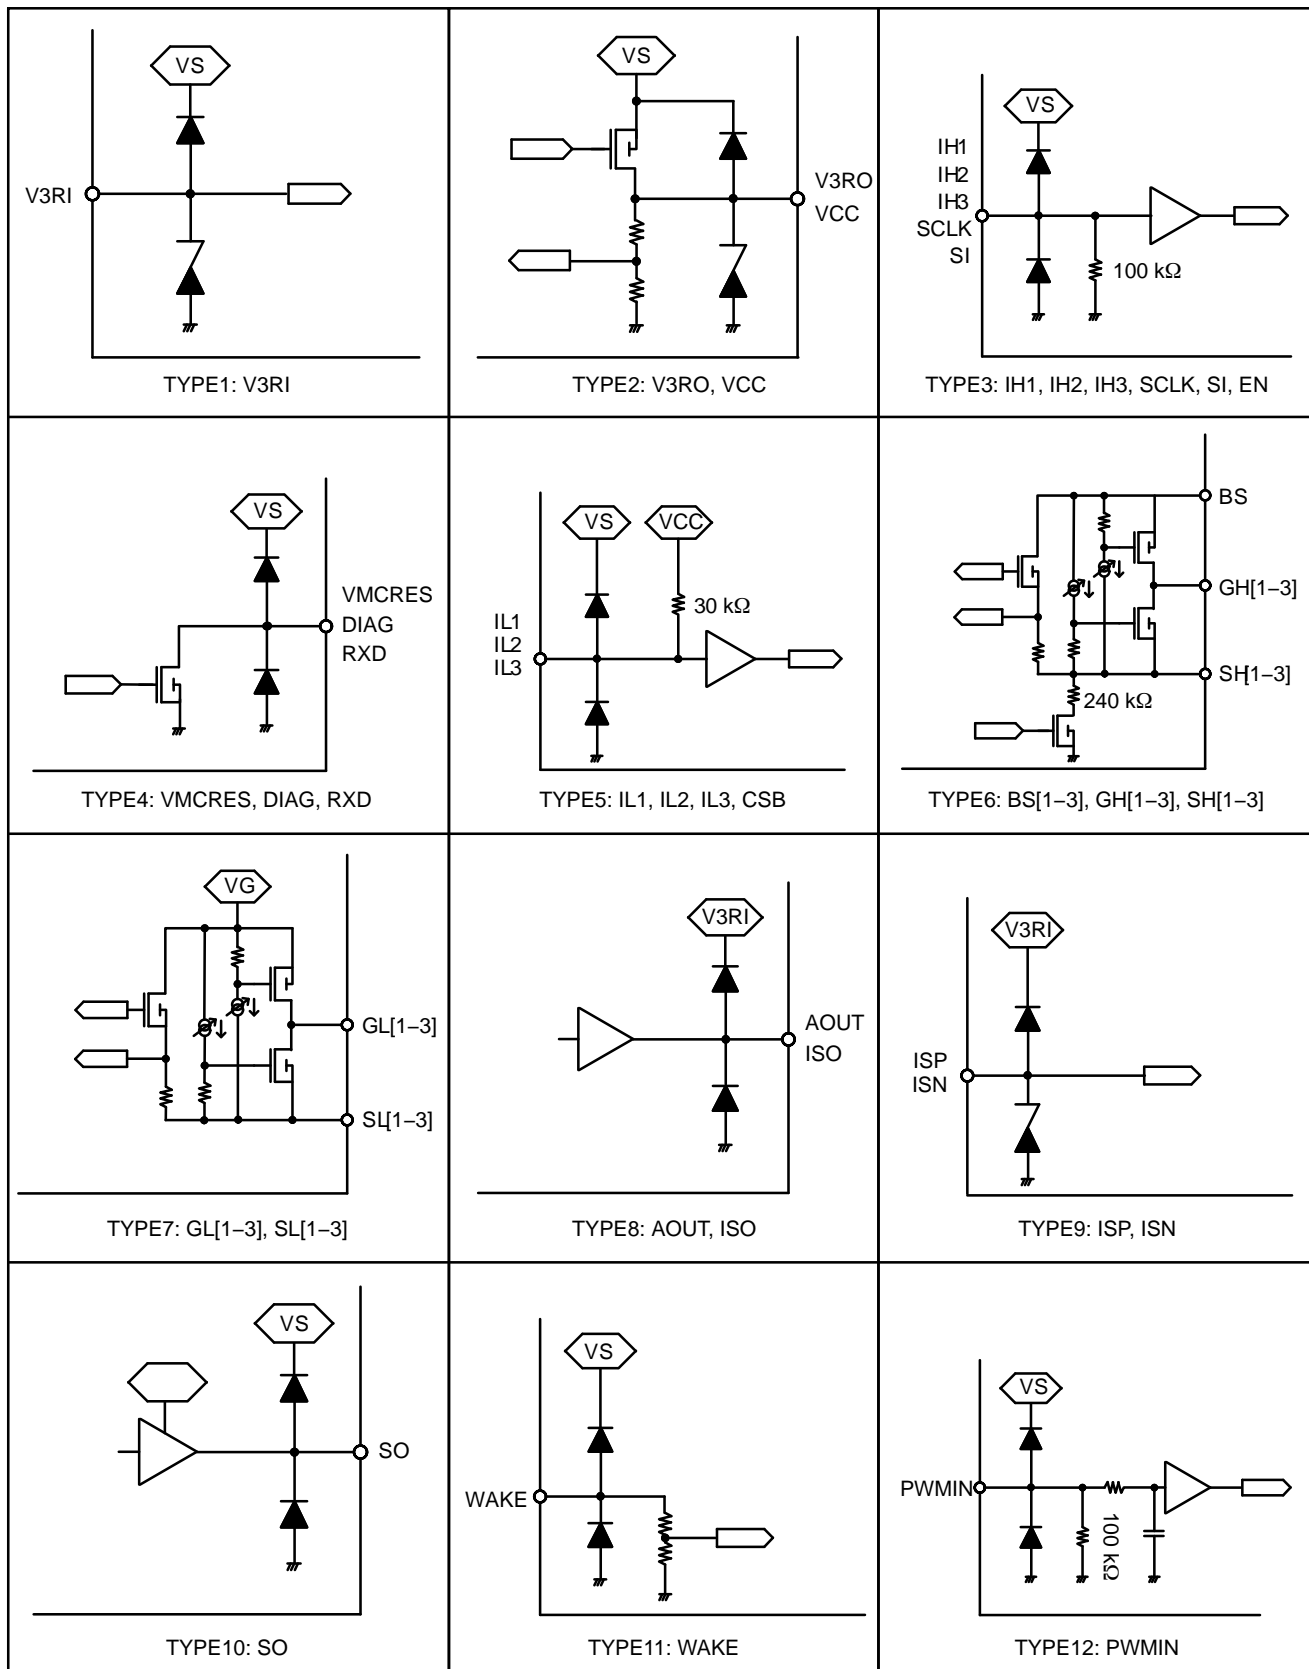 VS
V3RI
TYPE1: V3RI
VS
V3RO
VCC
TYPE2: V3RO, VCC
VS
IH1
IH2
IH3
SCLK
SI
100 kΩ
TYPE3: IH1, IH2, IH3, SCLK, SI, EN
VS
VMCRES
DIAG
RXD
TYPE4: VMCRES, DIAG, RXD
VS
VCC
30 kΩ
IL1
IL2
IL3
TYPE5: IL1, IL2, IL3, CSB
BS
GH[1–3]
SH[1–3]
240 kΩ
TYPE6: BS[1–3], GH[1–3], SH[1–3]
VG
GL[1–3]
SL[1–3]
TYPE7: GL[1–3], SL[1–3]
V3RI
AOUT
ISO
TYPE8: AOUT, ISO
V3RI
ISP
ISN
TYPE9: ISP, ISN
VS
SO
TYPE10: SO
VS
WAKE
TYPE11: WAKE
VS
PWMIN
100 kΩ
TYPE12: PWMIN